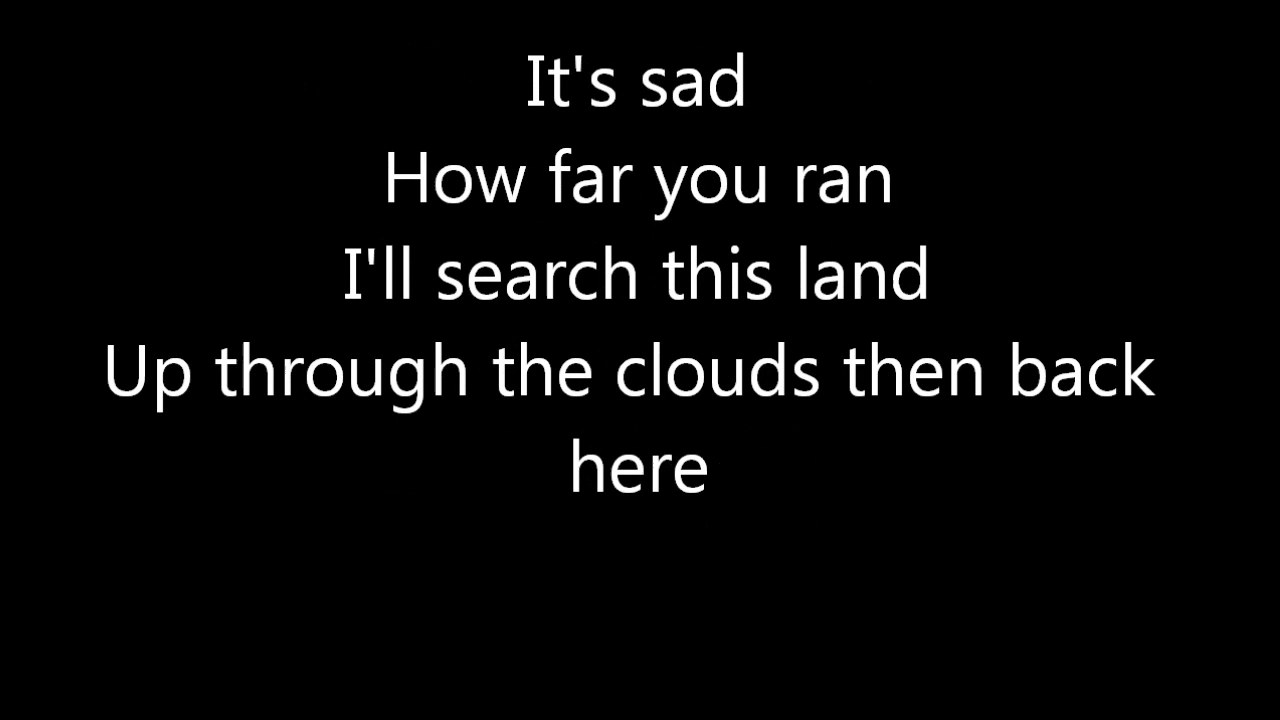 It's sad
How far you ran
I'll search this land
Up through the clouds then back
here